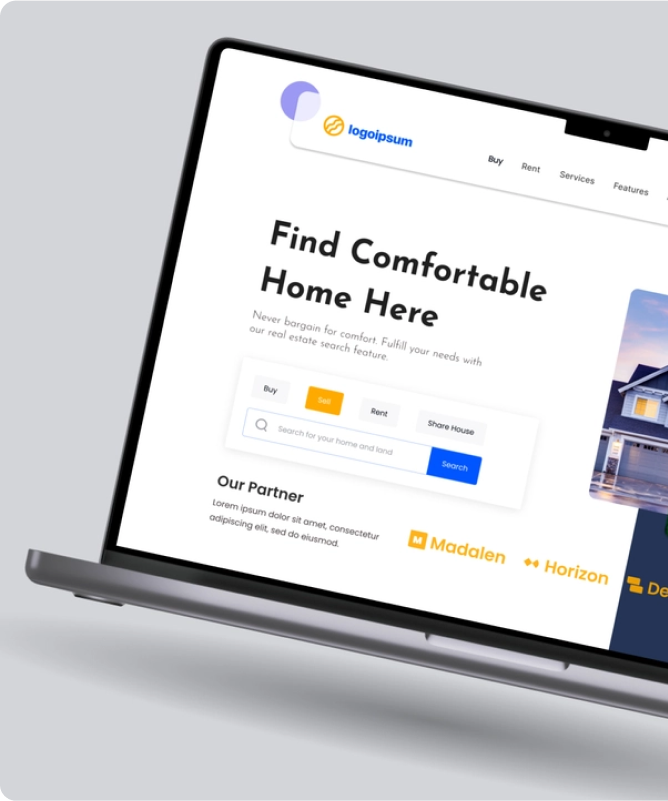 logoipsum
Buy
Rent
Services
Features
Find Comfortable
Home Here
Never bargain for comfort. Fulfill your needs with
our real estate search feature.
Buy
Sell
Rent
Share House
Search for your home and land
Search
Our Partner
Lorem ipsum dolor sit amet, consectetur
adipiscing elit, sed do eiusmod.
M Madalen
Horizon